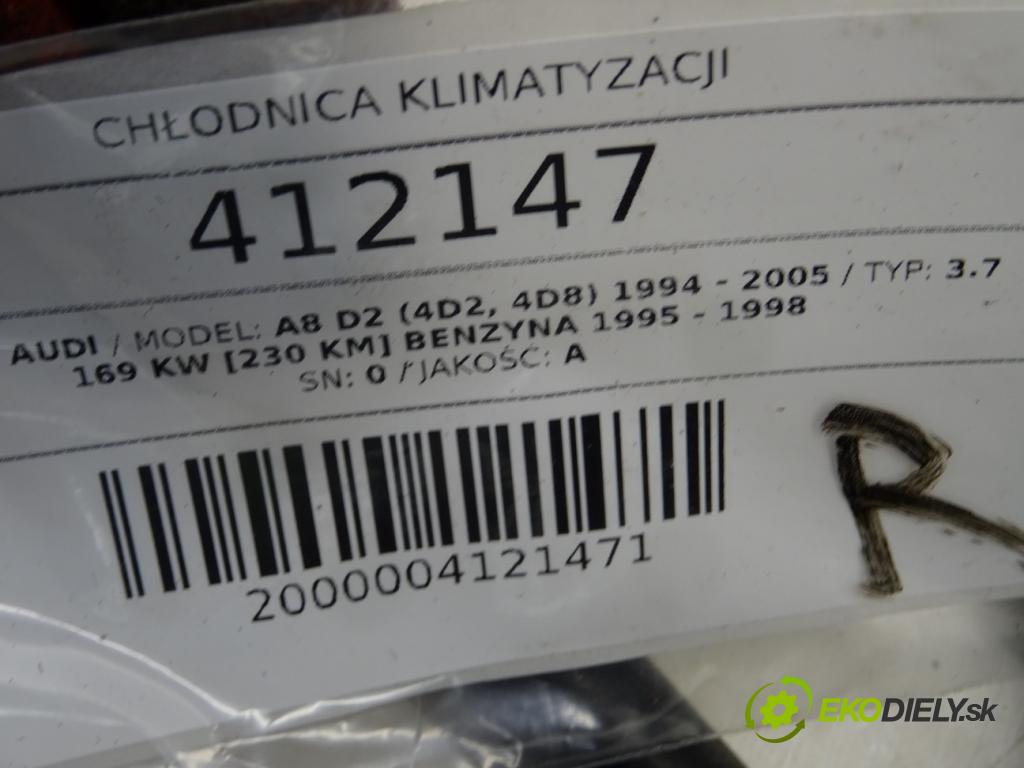 CHŁODNICA KLIMATYZACJI
412147
AUDI / MODEL: A8 D2 (4D2, 4D8) 1994 - 2005 / TYP: 3.7
169 KW [230 KM] BENZYNA 1995 - 1998
SN: 0 / JAKOŚĆ: A
2000004121471
R
EKODIELY.sk